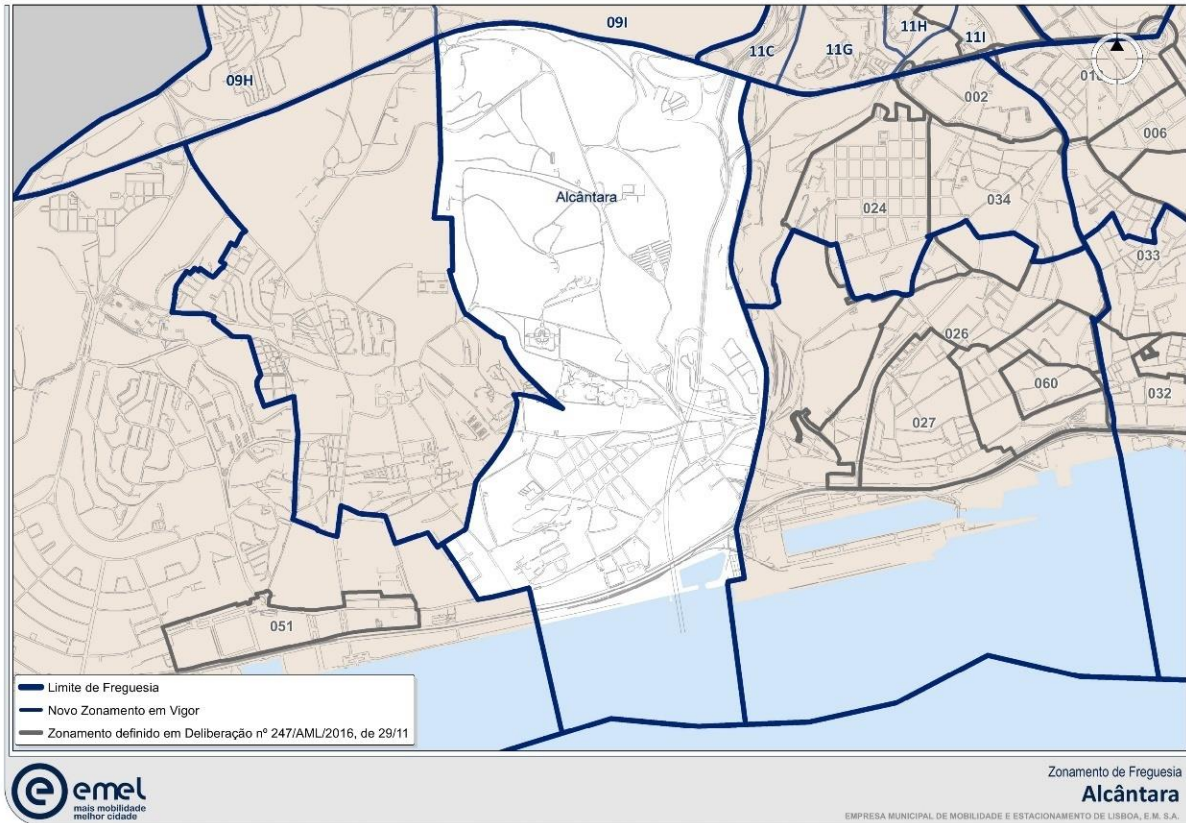 09I
11H
11C
11G
11I
09H
002
006
Alcântara
024
034
033
026
060
032
027
051
Limite de Freguesia
Novo Zonamento em Vigor
Zonamento definido em Deliberação nº 247/AML/2016, de 29/11
emel
mais mobilidade
melhor cidade
Zonamento de Freguesia
Alcântara
EMPRESA MUNICIPAL DE MOBILIDADE E ESTACIONAMENTO DE LISBOA, E.M. S.A.